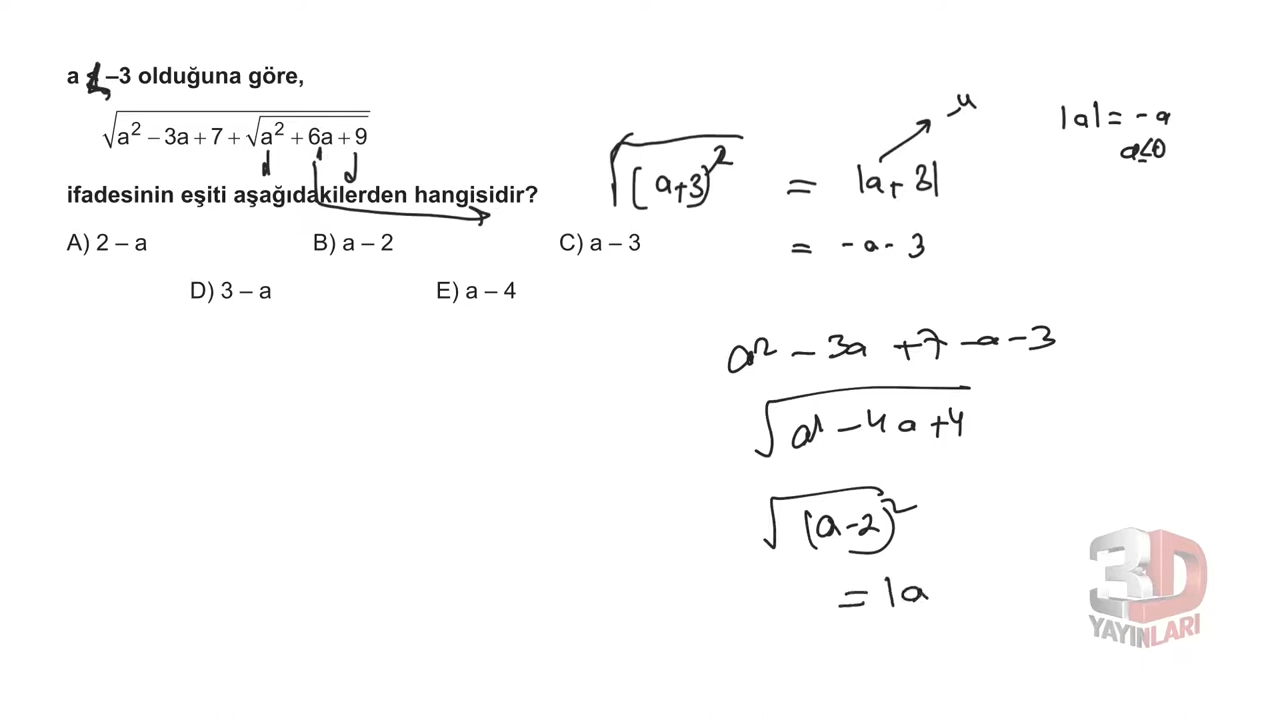 a < –3 olduğuna göre,
√(a² – 3a + 7 + √(a² + 6a + 9))
ifadesinin eşiti aşağıdakilerden hangisidir?
A) 2 – a B) a – 2 C) a – 3
D) 3 – a E) a – 4
√(a+3)² = |a+3|
= -a-3
|a| = -a
a≤0
a² - 3a +7 -a-3
√a² - 4a +4
√(a-2)²
= |a
3D
YAYINLARI